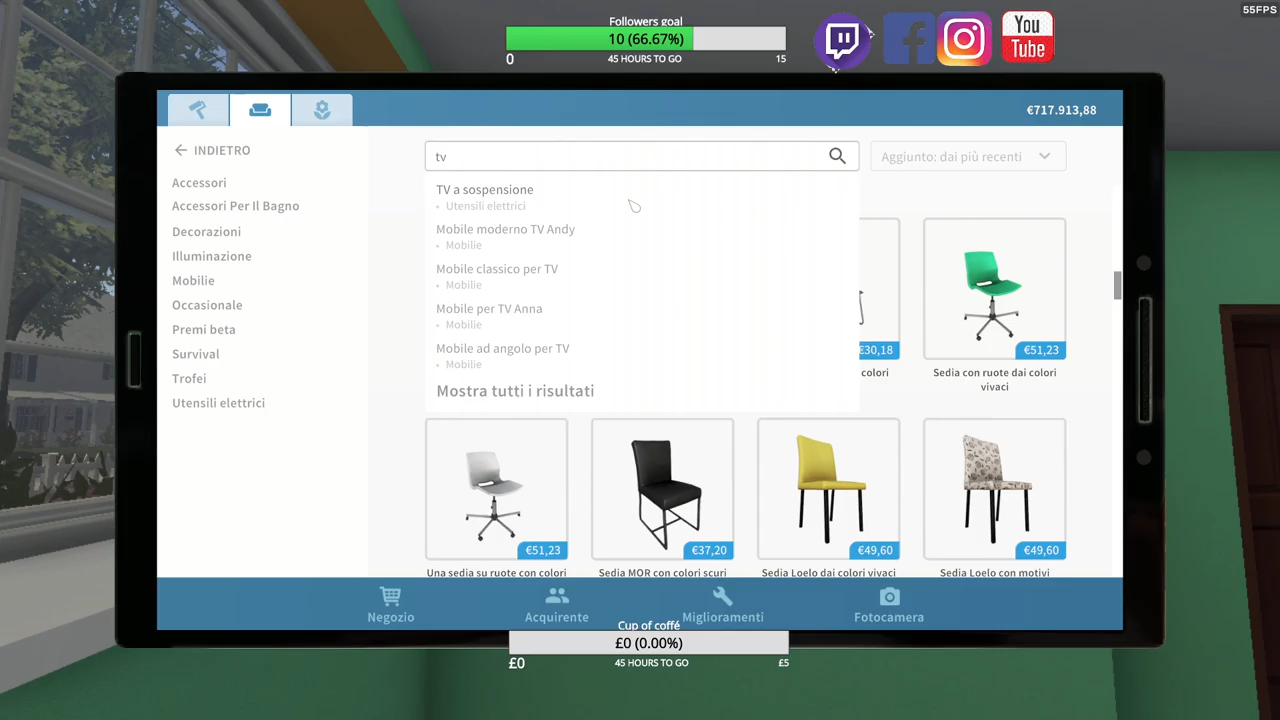 55FPS
Followers goal
10 (66.67%)
0
45 HOURS TO GO
15
You
Tube
€717.913,88
INDIETRO
tv
Aggiunto: dai più recenti
Accessori
Accessori Per Il Bagno
Decorazioni
Illuminazione
Mobilie
Occasionale
Premi beta
Survival
Trofei
Utensili elettrici
TV a sospensione
• Utensili elettrici
Mobile moderno TV Andy
• Mobilie
Mobile classico per TV
• Mobilie
Mobile per TV Anna
• Mobilie
Mobile ad angolo per TV
• Mobilie
Mostra tutti i risultati
€30,18
colori
€51,23
Sedia con ruote dai colori
vivaci
€51,23
Una sedia su ruote con colori
€37,20
Sedia MOR con colori scuri
€49,60
Sedia Loelo dai colori vivaci
€49,60
Sedia Loelo con motivi
Negozio
Acquirente
Miglioramenti
Fotocamera
Cup of coffé
£0 (0.00%)
£0
45 HOURS TO GO
£5